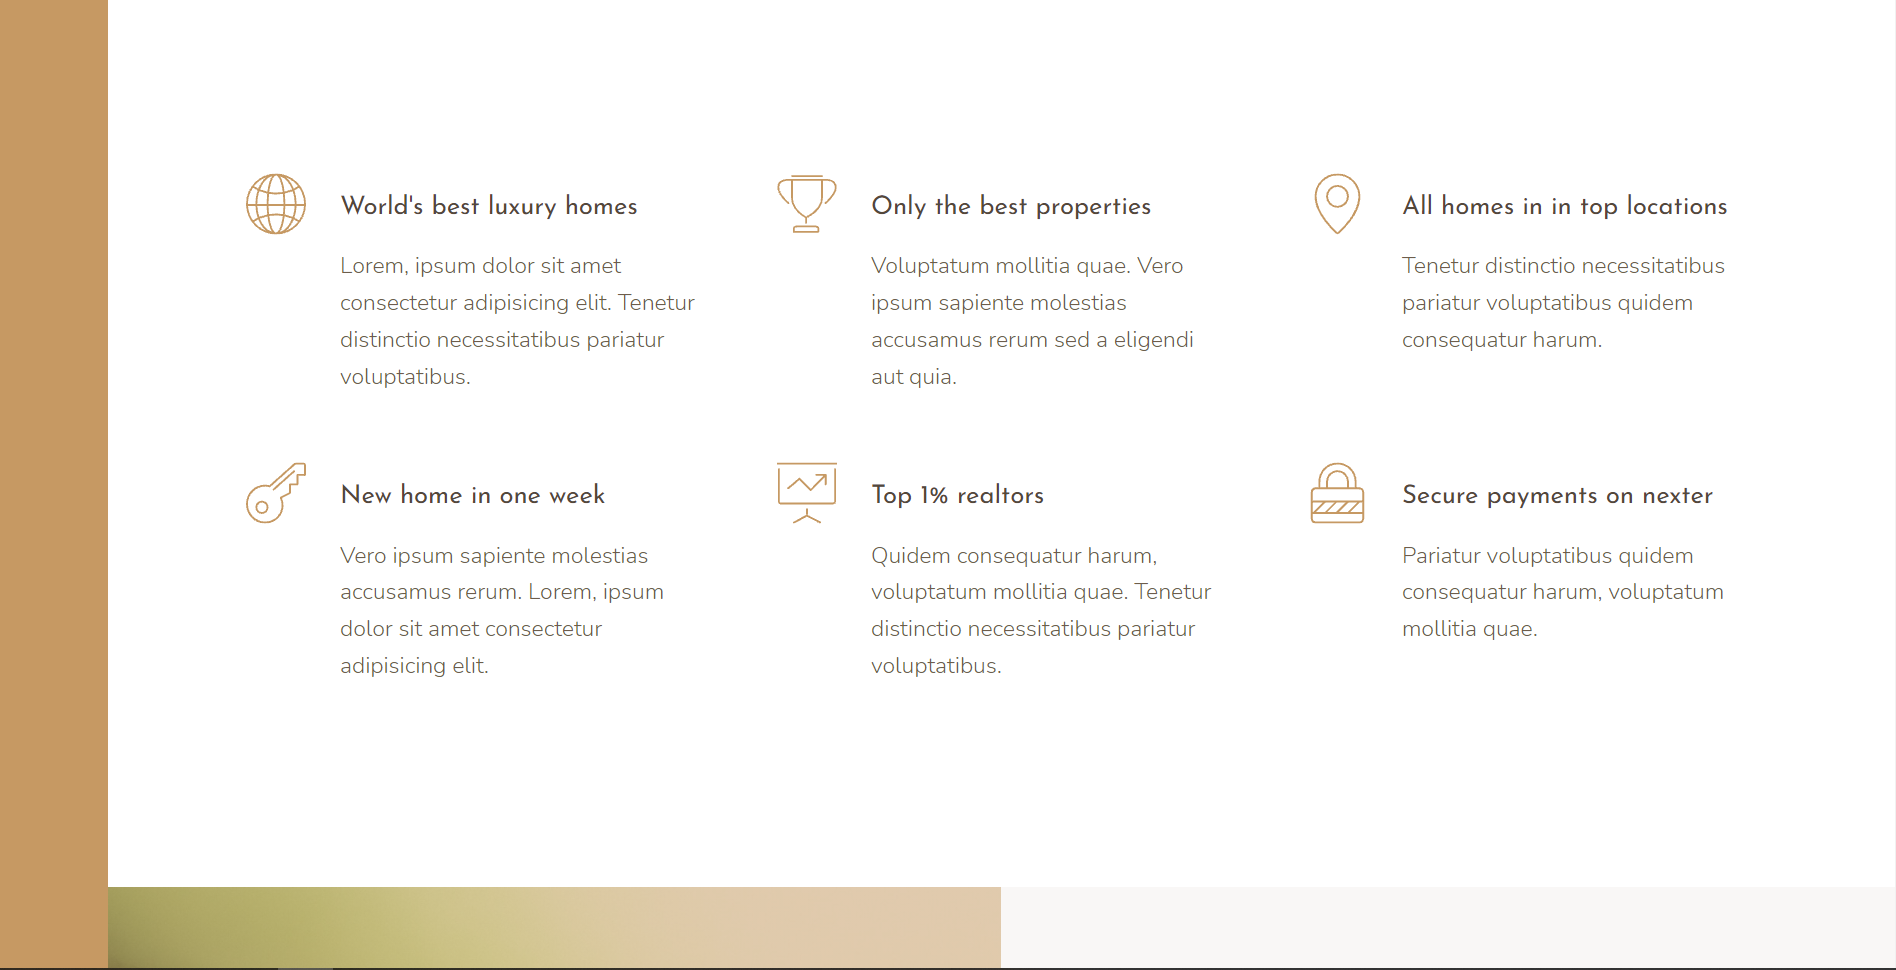 World's best luxury homes
Lorem, ipsum dolor sit amet
consectetur adipisicing elit. Tenetur
distinctio necessitatibus pariatur
voluptatibus.
Only the best properties
Voluptatum mollitia quae. Vero
ipsum sapiente molestias
accusamus rerum sed a eligendi
aut quia.
All homes in in top locations
Tenetur distinctio necessitatibus
pariatur voluptatibus quidem
consequatur harum.
New home in one week
Vero ipsum sapiente molestias
accusamus rerum. Lorem, ipsum
dolor sit amet consectetur
adipisicing elit.
Top 1% realtors
Quidem consequatur harum,
voluptatum mollitia quae. Tenetur
distinctio necessitatibus pariatur
voluptatibus.
Secure payments on nexter
Pariatur voluptatibus quidem
consequatur harum, voluptatum
mollitia quae.